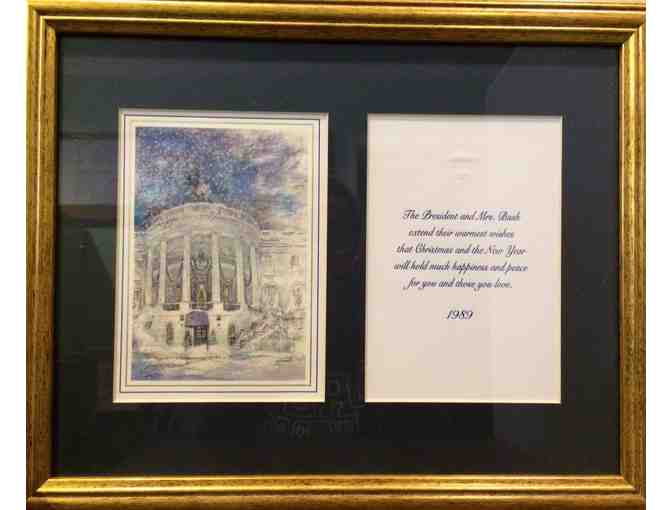 The President and Mrs. Bush
extend their warmest wishes
that Christmas and the New Year
will hold much happiness and peace
for you and those you love.
1989